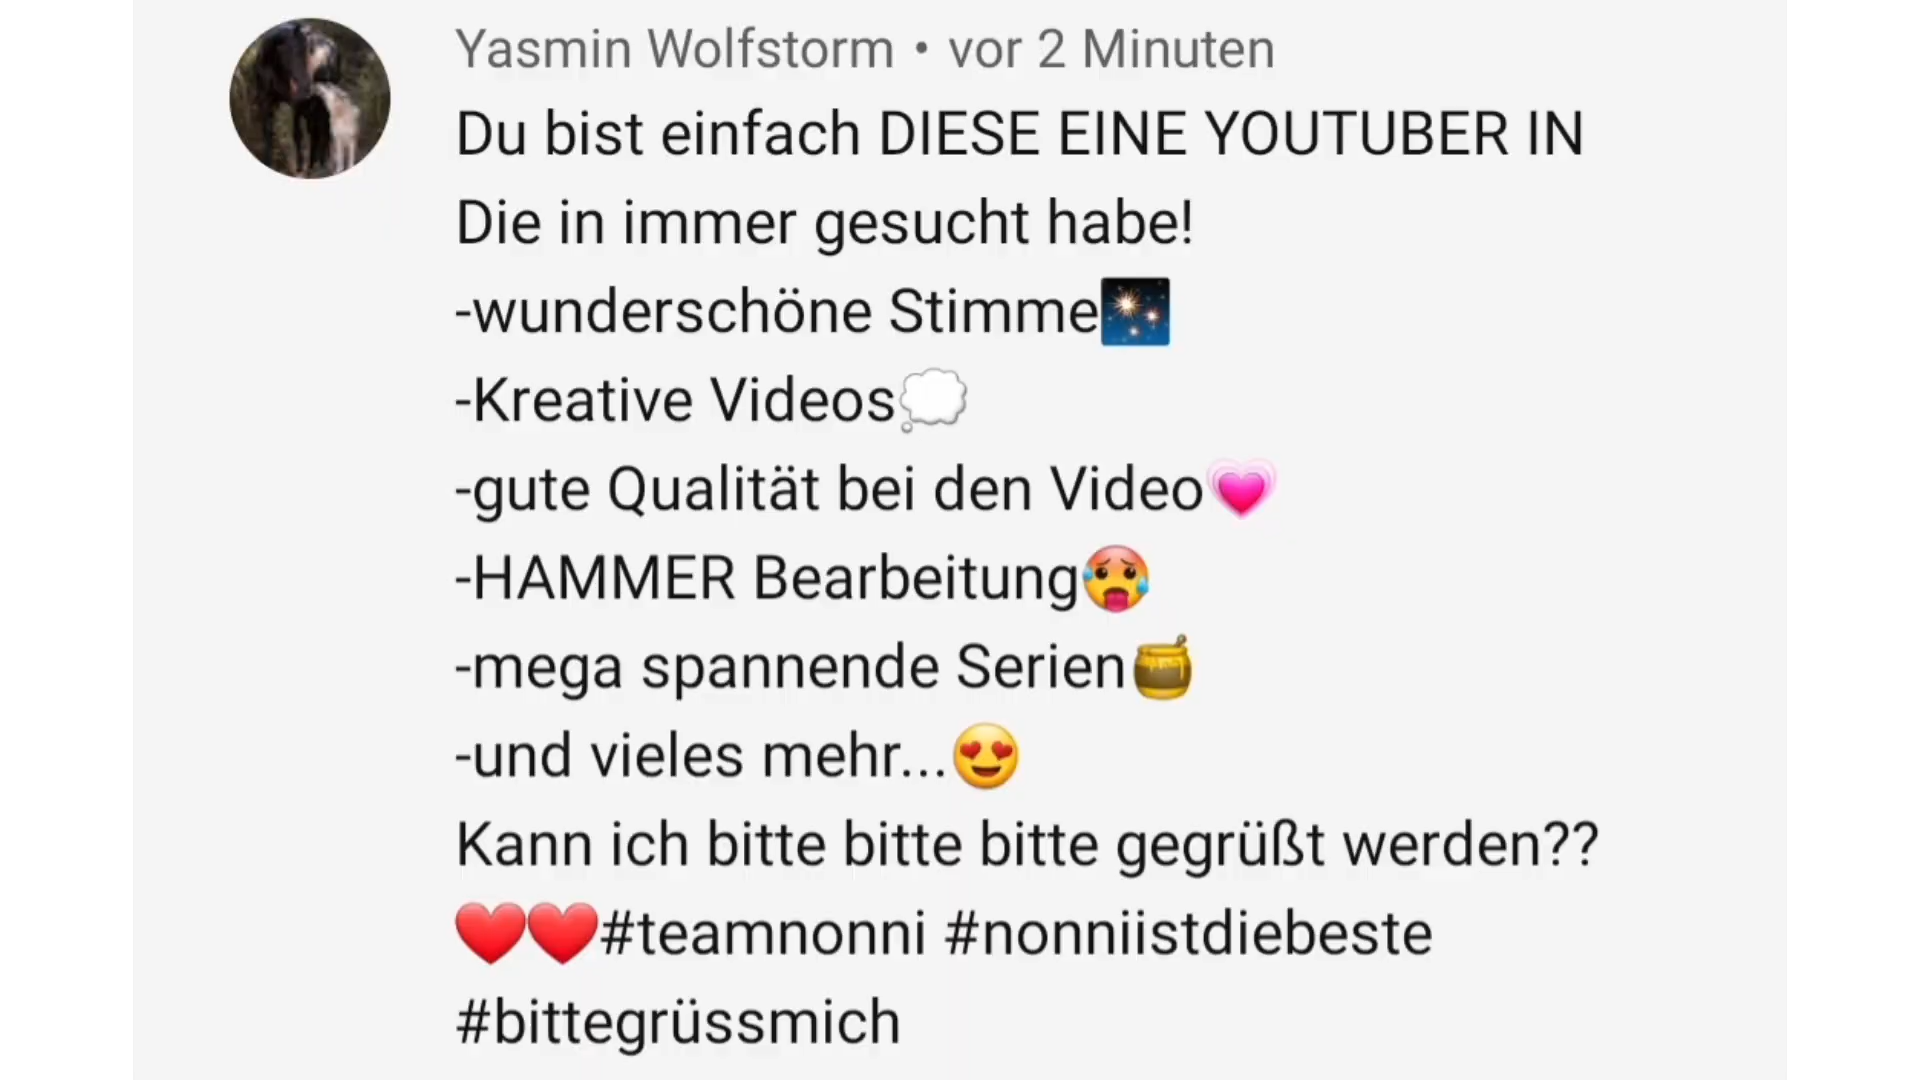 Yasmin Wolfstorm • vor 2 Minuten
Du bist einfach DIESE EINE YOUTUBER IN
Die in immer gesucht habe!
-wunderschöne Stimme🎇
-Kreative Videos💭
-gute Qualität bei den Video💗
-HAMMER Bearbeitung🥵
-mega spannende Serien🍯
-und vieles mehr...😍
Kann ich bitte bitte bitte gegrüßt werden??
❤️❤️#teamnonni #nonniistdiebeste
#bittegrüssmich